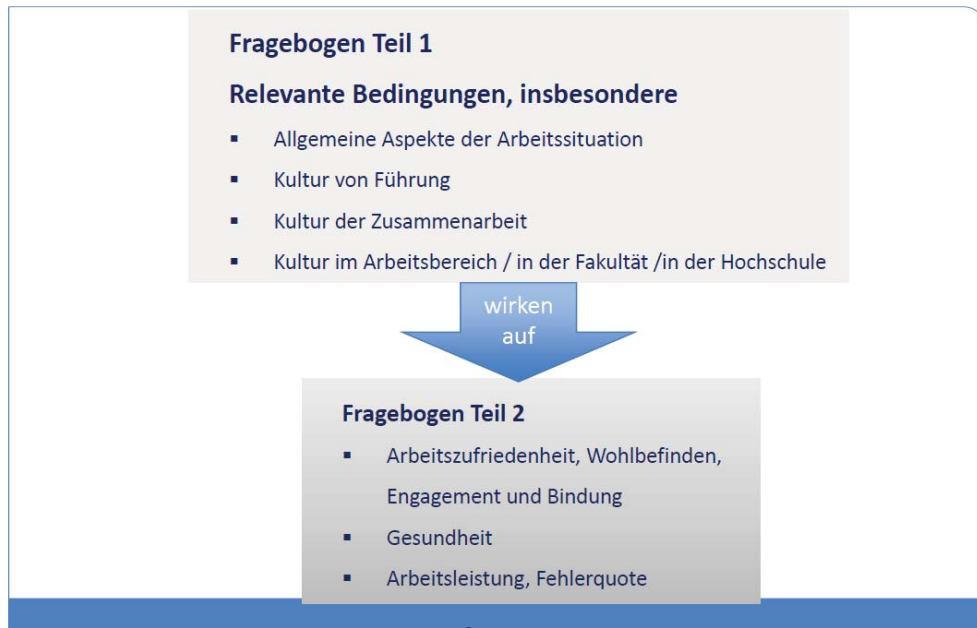 Fragebogen Teil 1
Relevante Bedingungen, insbesondere
▪ Allgemeine Aspekte der Arbeitssituation
▪ Kultur von Führung
▪ Kultur der Zusammenarbeit
▪ Kultur im Arbeitsbereich / in der Fakultät /in der Hochschule
wirken
auf
Fragebogen Teil 2
▪ Arbeitszufriedenheit, Wohlbefinden,
Engagement und Bindung
▪ Gesundheit
▪ Arbeitsleistung, Fehlerquote